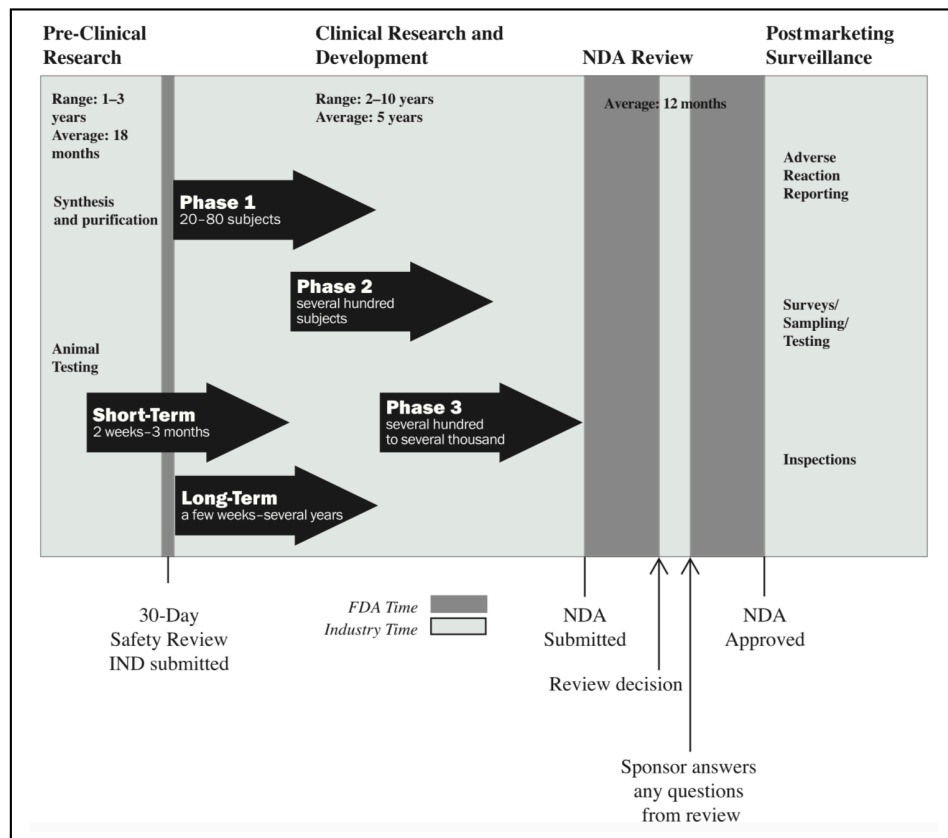 Pre-Clinical
Research
Clinical Research and
Development
NDA Review
Postmarketing
Surveillance
Range: 1–3
years
Average: 18
months
Range: 2–10 years
Average: 5 years
Average: 12 months
Synthesis
and purification
Phase 1
20–80 subjects
Adverse
Reaction
Reporting
Phase 2
several hundred
subjects
Surveys/
Sampling/
Testing
Animal
Testing
Short-Term
2 weeks–3 months
Phase 3
several hundred
to several thousand
Inspections
Long-Term
a few weeks–several years
30-Day
Safety Review
IND submitted
FDA Time
Industry Time
NDA
Submitted
NDA
Approved
Review decision
Sponsor answers
any questions
from review